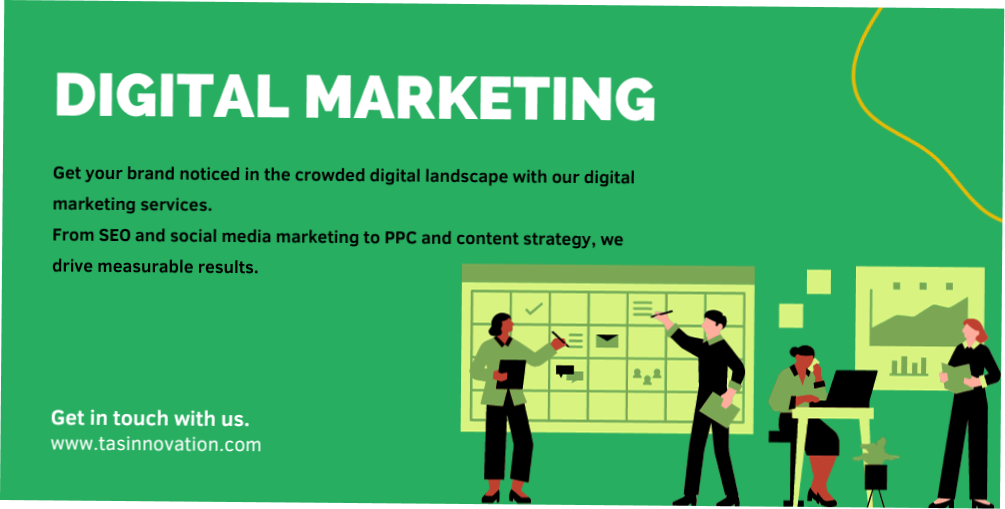 DIGITAL MARKETING
Get your brand noticed in the crowded digital landscape with our digital
marketing services.
From SEO and social media marketing to PPC and content strategy, we
drive measurable results.
Get in touch with us.
www.tasinnovation.com